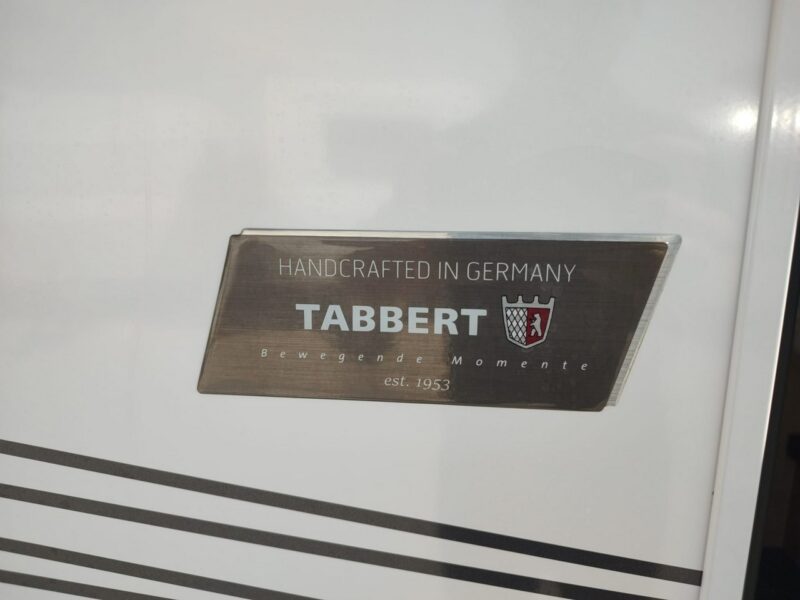 HANDCRAFTED IN GERMANY
TABBERT
Bewegende Momente
est. 1953